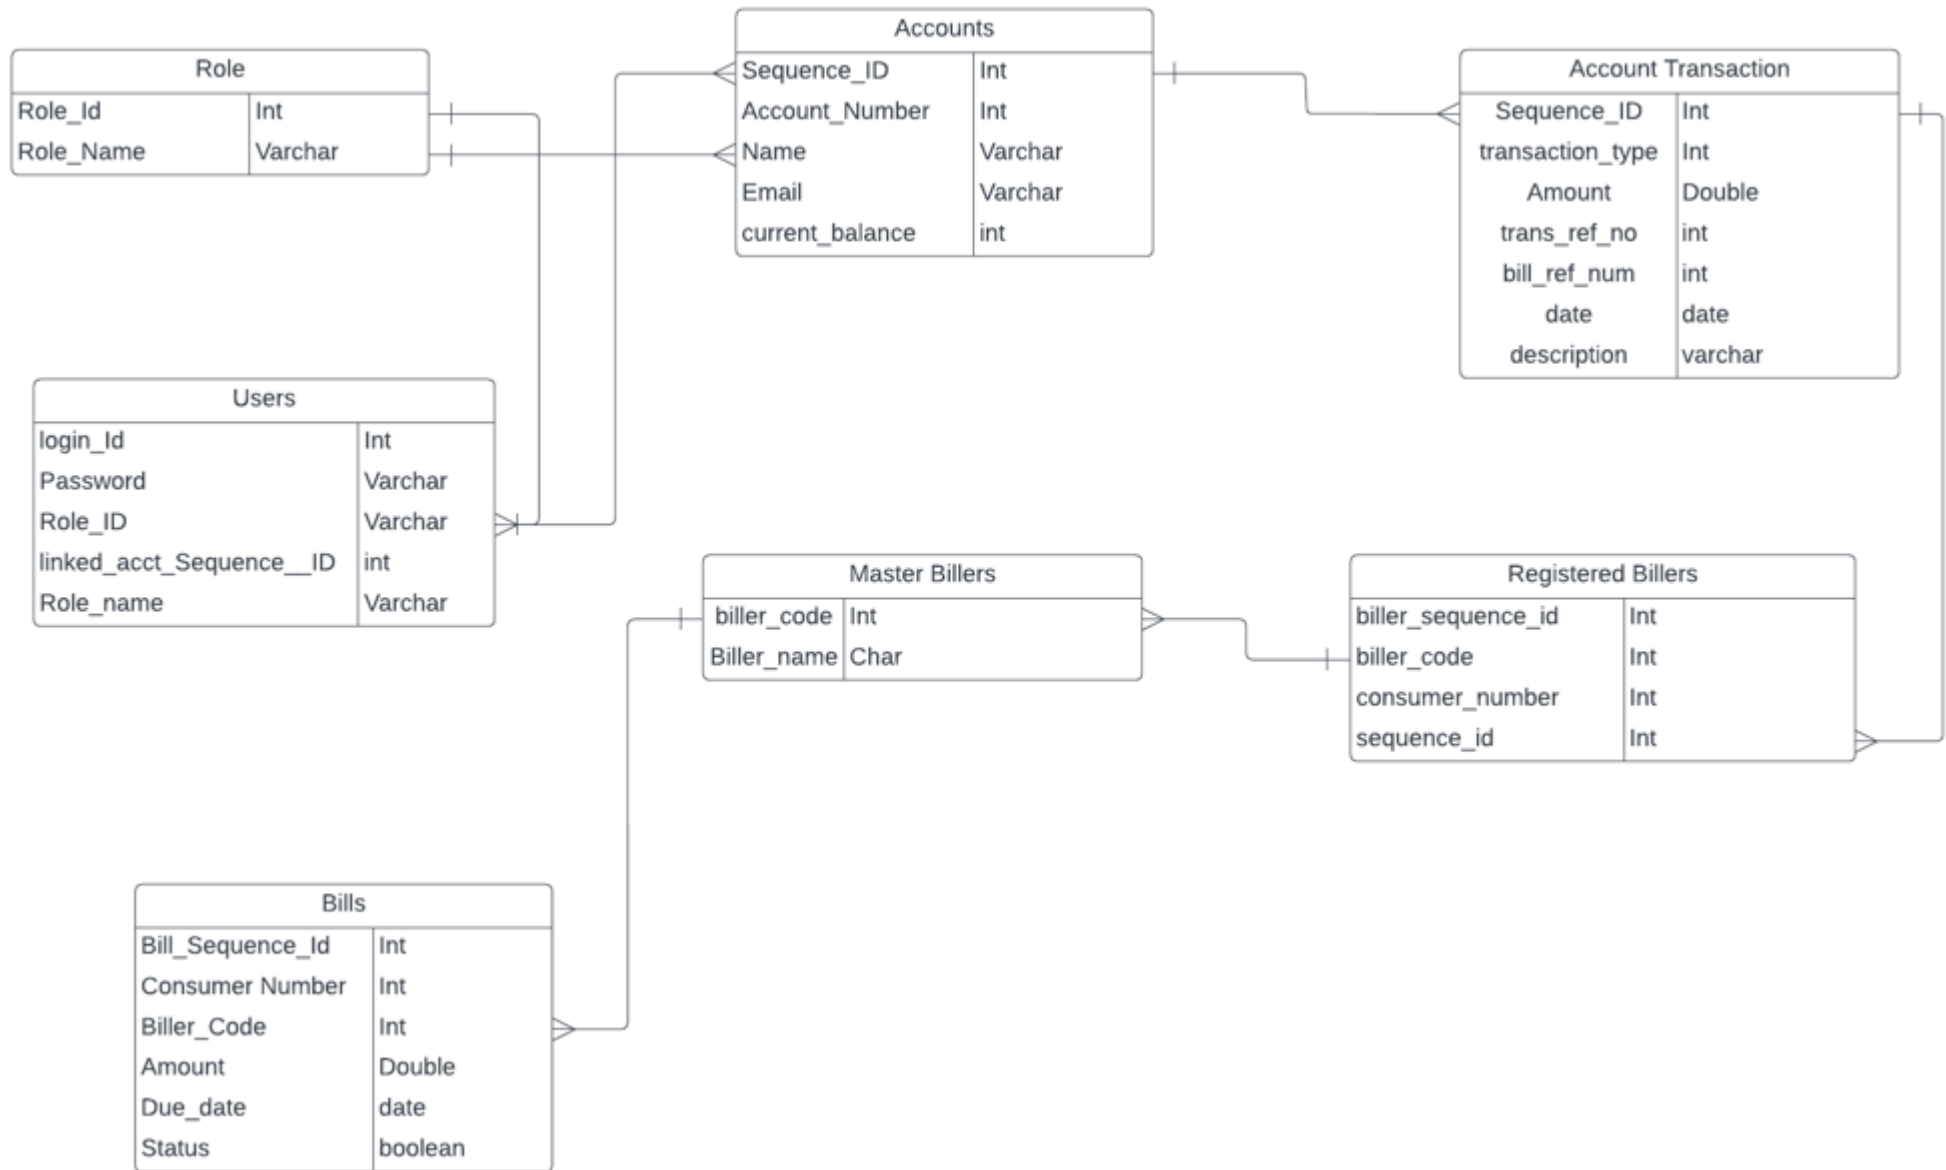 Role
Role_Id Int
Role_Name Varchar
Accounts
Sequence_ID Int
Account_Number Int
Name Varchar
Email Varchar
current_balance int
Account Transaction
Sequence_ID Int
transaction_type Int
Amount Double
trans_ref_no int
bill_ref_num int
date date
description varchar
Users
login_Id Int
Password Varchar
Role_ID Varchar
linked_acct_Sequence__ID int
Role_name Varchar
Master Billers
biller_code Int
Biller_name Char
Registered Billers
biller_sequence_id Int
biller_code Int
consumer_number Int
sequence_id Int
Bills
Bill_Sequence_Id Int
Consumer Number Int
Biller_Code Int
Amount Double
Due_date date
Status boolean